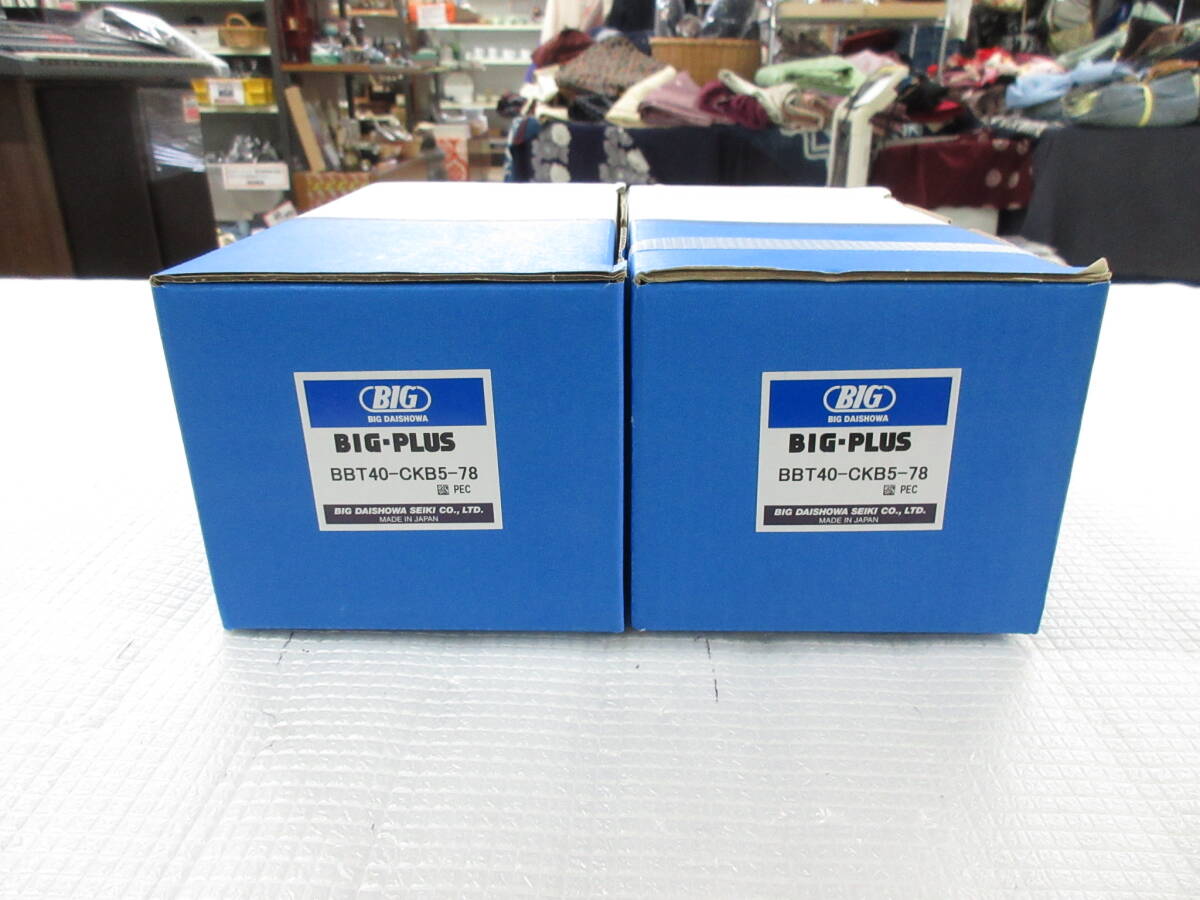 BIG
BIG DAISHOWA
BIG-PLUS
BBT40-CKB5-78
PEC
BIG DAISHOWA SEIKI CO., LTD.
MADE IN JAPAN
BIG
BIG DAISHOWA
BIG-PLUS
BBT40-CKB5-78
PEC
BIG DAISHOWA SEIKI CO., LTD.
MADE IN JAPAN